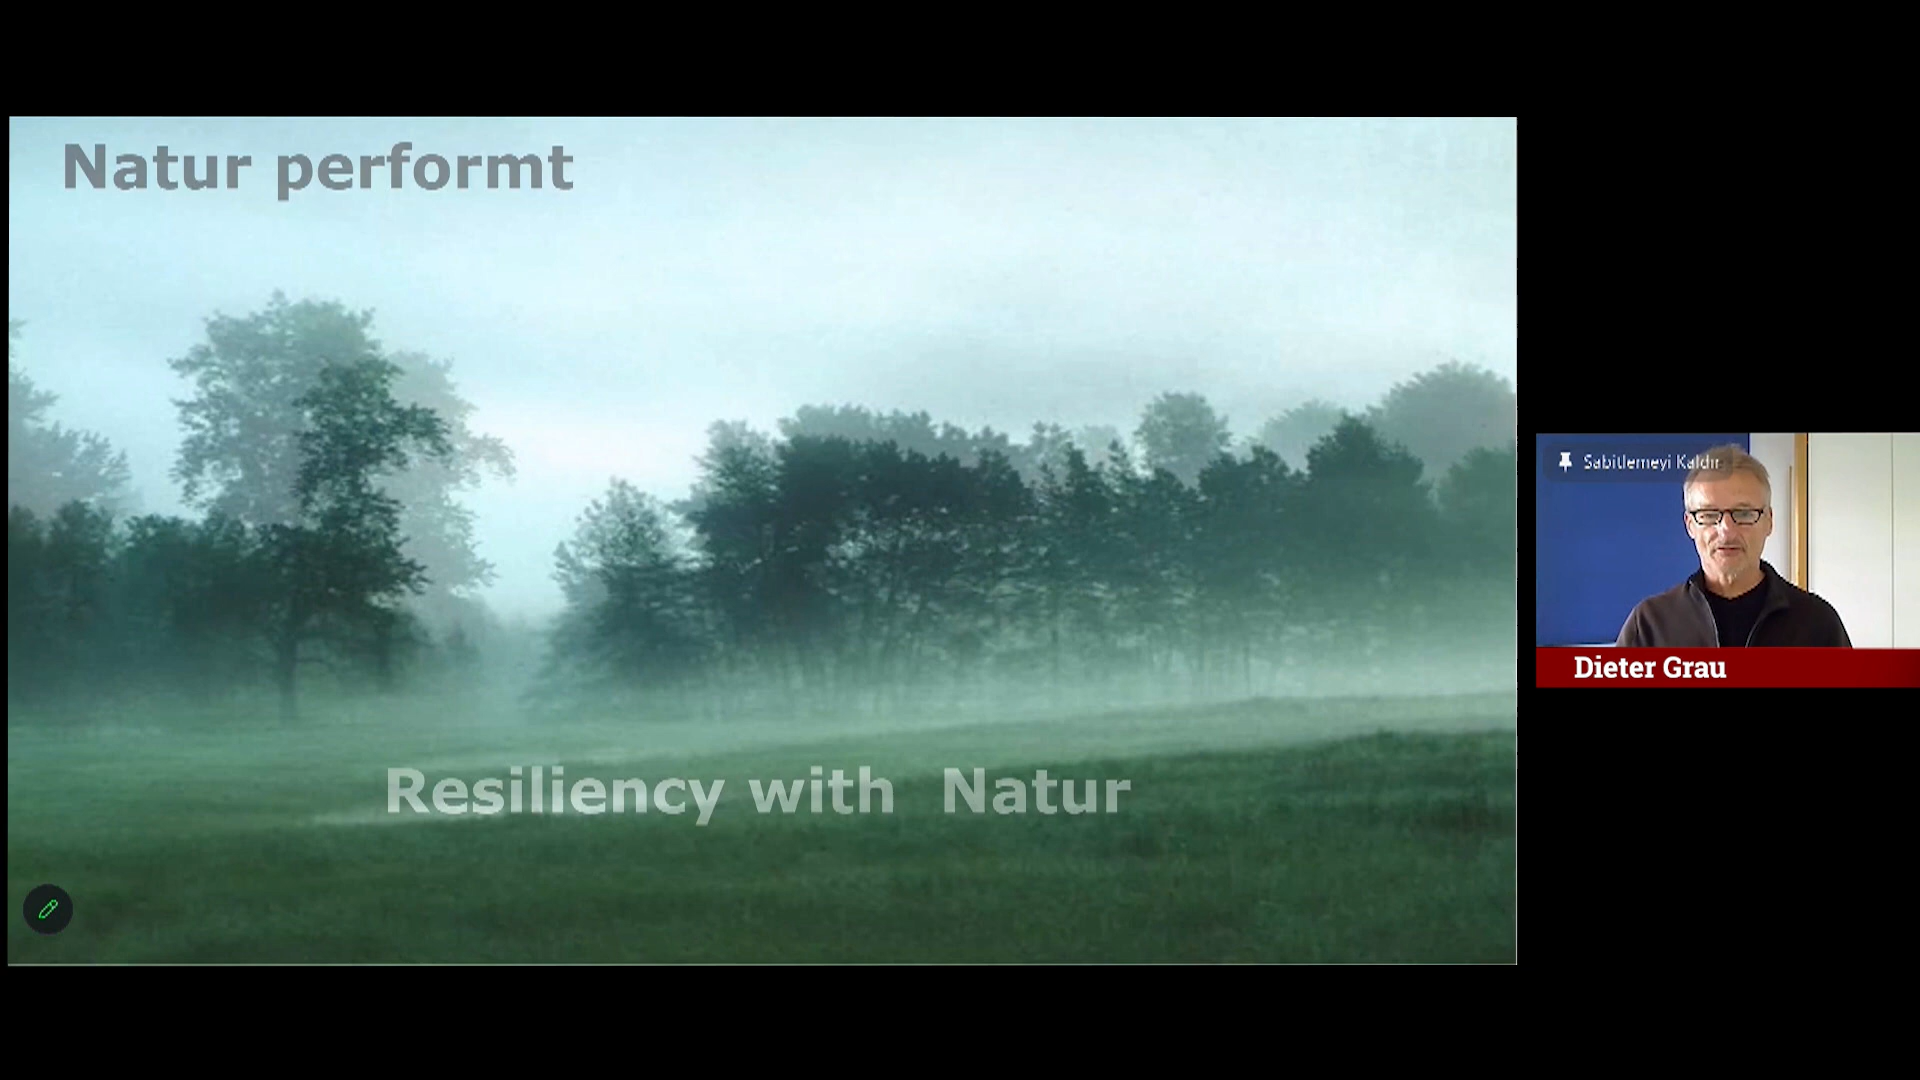 Natur performt
Resiliency with Natur
Sabitlemeyi Kaldır
Dieter Grau